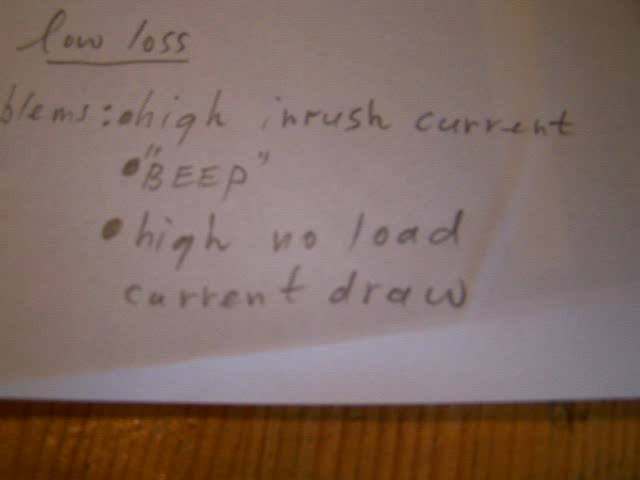 low loss
blems: • high inrush current
• "BEEP"
• high no load
current draw